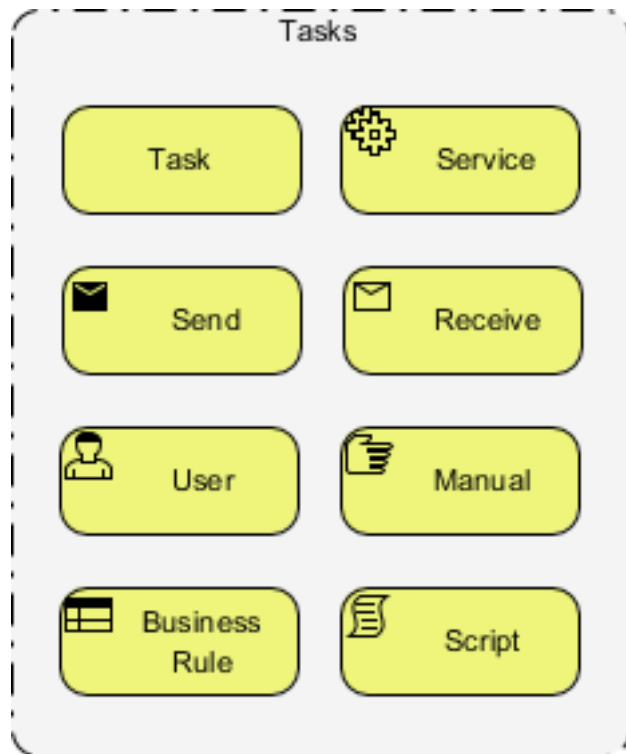 Tasks
Task
Service
Send
Receive
User
Manual
Business
Rule
Script